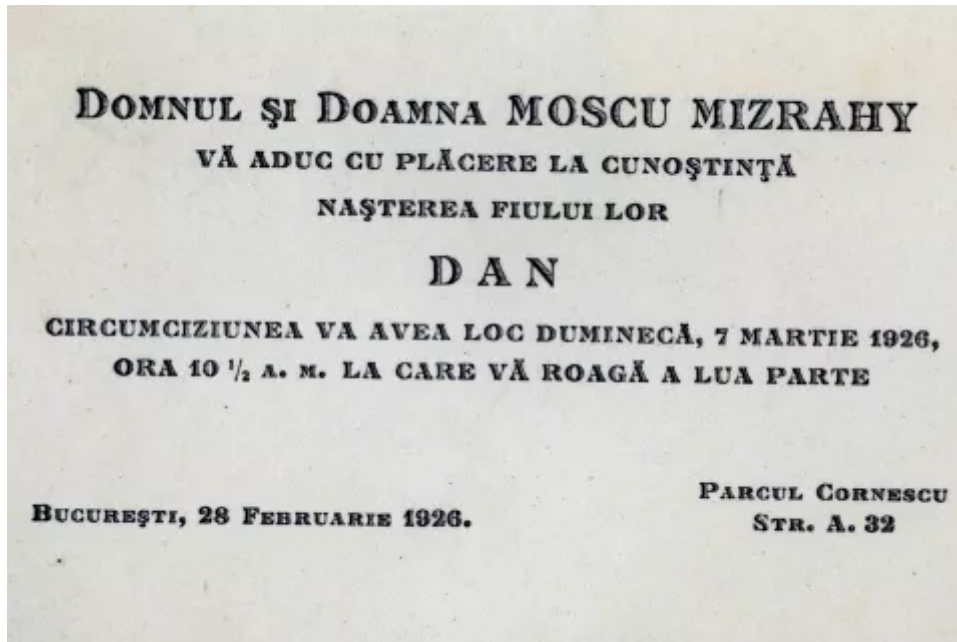 DOMNUL ŞI DOAMNA MOSCU MIZRAHY
VĂ ADUC CU PLĂCERE LA CUNOŞTINŢĂ
NAŞTEREA FIULUI LOR
DAN
CIRCUMCIZIUNEA VA AVEA LOC DUMINECĂ, 7 MARTIE 1926,
ORA 10 ½ A. M. LA CARE VĂ ROAGĂ A LUA PARTE
BUCUREŞTI, 28 FEBRUARIE 1926.
PARCUL CORNESCU
STR. A. 32